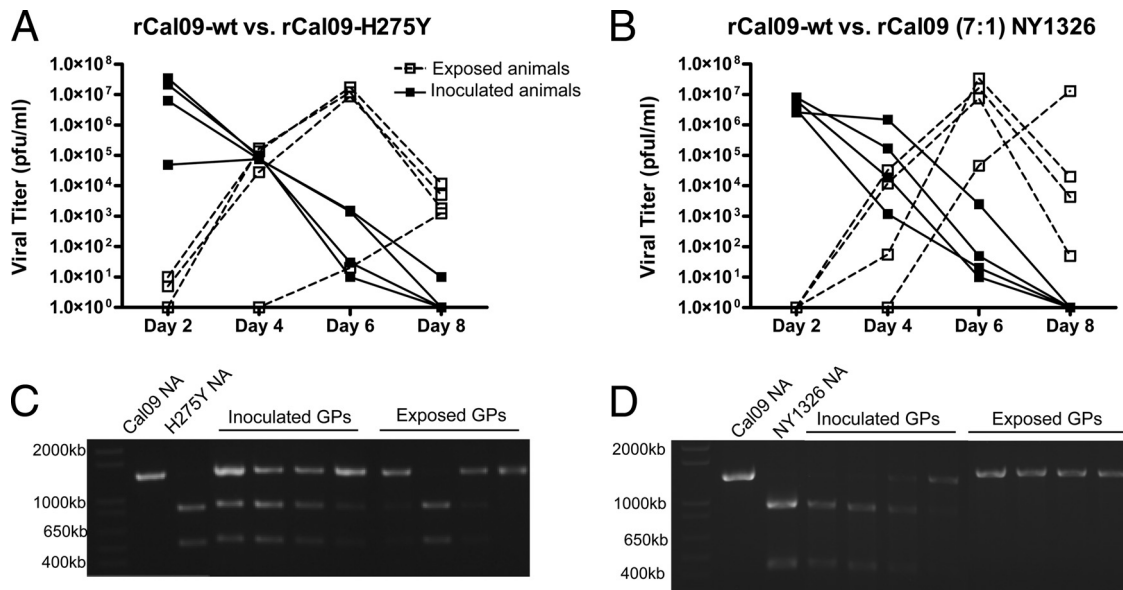 A
rCal09-wt vs. rCal09-H275Y
Viral Titer (pfu/ml)
1.0×10⁸
1.0×10⁷
1.0×10⁶
1.0×10⁵
1.0×10⁴
1.0×10³
1.0×10²
1.0×10¹
1.0×10⁰
Day 2 Day 4 Day 6 Day 8
Exposed animals
Inoculated animals
B
rCal09-wt vs. rCal09 (7:1) NY1326
Viral Titer (pful/ml)
1.0×10⁸
1.0×10⁷
1.0×10⁶
1.0×10⁵
1.0×10⁴
1.0×10³
1.0×10²
1.0×10¹
1.0×10⁰
Day 2 Day 4 Day 6 Day 8
C
Cal09 NA
H275Y NA
Inoculated GPs Exposed GPs
2000kb
1000kb
650kb
400kb
D
Cal09 NA
NY1326 NA
Inoculated GPs Exposed GPs
2000kb
1000kb
650kb
400kb